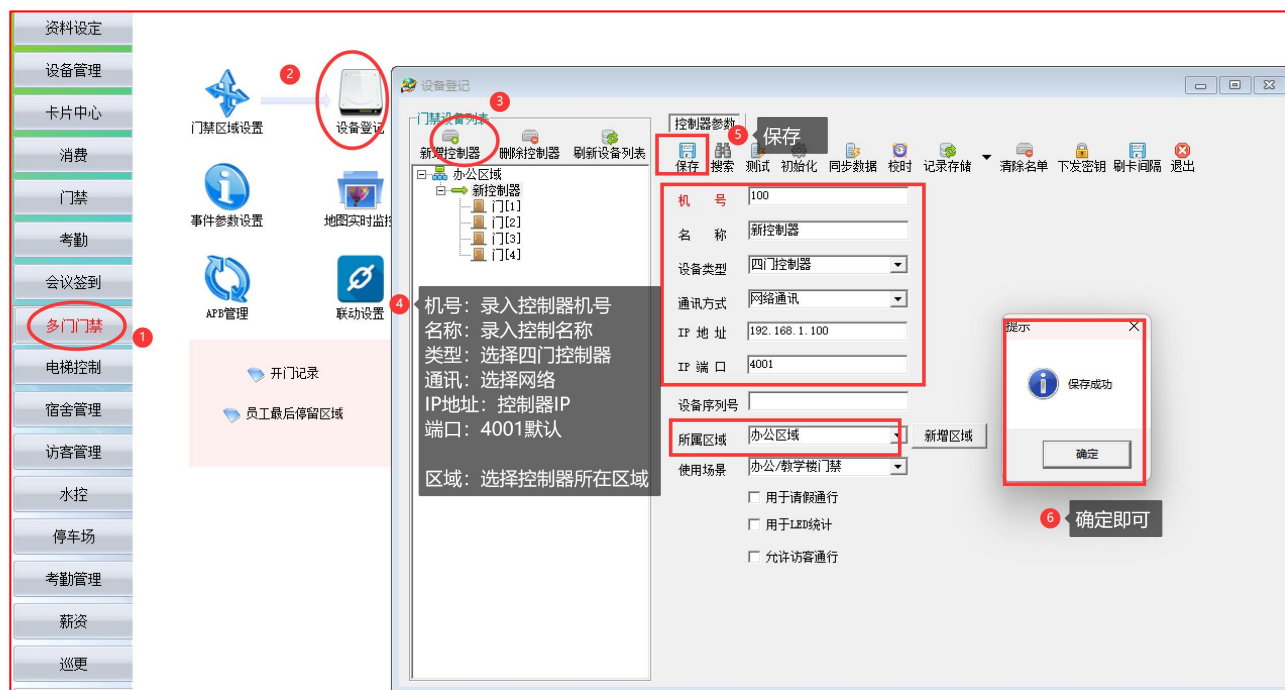 资料设定
设备管理
卡片中心
消费
门禁
考勤
会议签到
多门门禁
1
电梯控制
宿舍管理
访客管理
水控
停车场
考勤管理
薪资
巡更
2
门禁区域设置
设备登记
事件参数设置
地图实时监控
APB管理
联动设置
开门记录
员工最后停留区域
设备登记
3
门禁设备列表
新增控制器 删除控制器 刷新设备列表
办公区域
新控制器
门[1]
门[2]
门[3]
门[4]
4
机号：录入控制器机号
名称：录入控制名称
类型：选择四门控制器
通讯：选择网络
IP地址：控制器IP
端口：4001默认
区域：选择控制器所在区域
控制器参数
5 保存
保存 搜索 测试 初始化 同步数据 校时 记录存储 清除名单 下发密钥 刷卡间隔 退出
机 号 100
名 称 新控制器
设备类型 四门控制器
通讯方式 网络通讯
IP 地 址 192.168.1.100
IP 端 口 4001
设备序列号
所属区域 办公区域 新增区域
使用场景 办公/教学楼门禁
用于请假通行
用于LED统计
允许访客通行
提示
保存成功
确定
6 确定即可